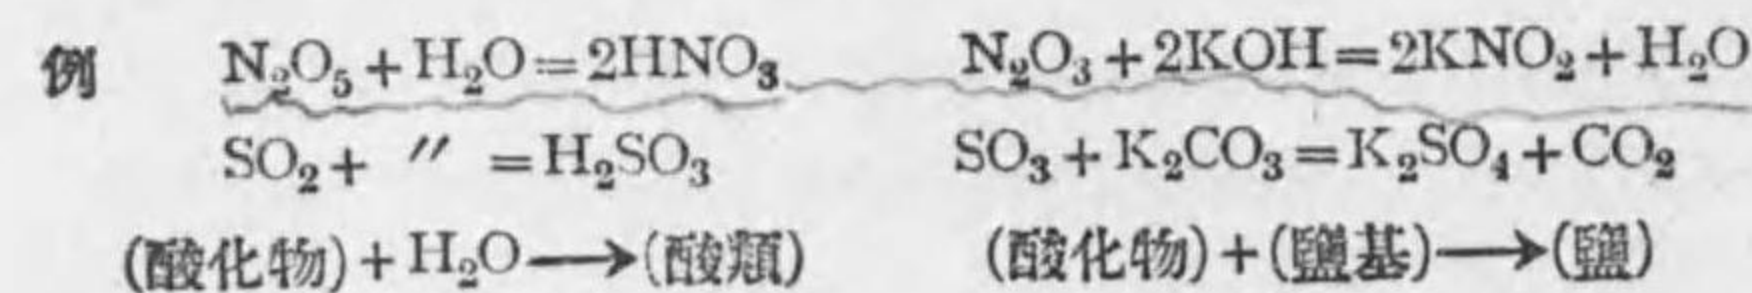 例 N₂O₅+H₂O=2HNO₃ N₂O₃+2KOH=2KNO₂+H₂O
SO₂+ 〃 =H₂SO₃ SO₃+K₂CO₃=K₂SO₄+CO₂
(酸化物)+H₂O⟶(酸類) (酸化物)+(鹽基)⟶(鹽)